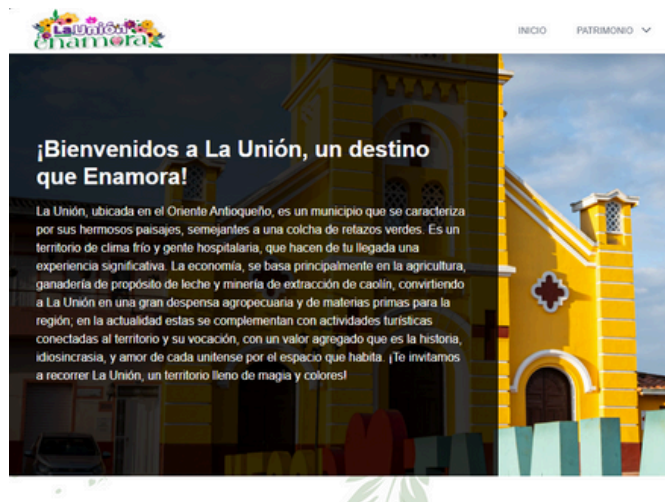 La Unión
enamora
INICIO
PATRIMONIO
¡Bienvenidos a La Unión, un destino
que Enamora!
La Unión, ubicada en el Oriente Antioqueño, es un municipio que se caracteriza
por sus hermosos paisajes, semejantes a una colcha de retazos verdes. Es un
territorio de clima frío y gente hospitalaria, que hacen de tu llegada una
experiencia significativa. La economía, se basa principalmente en la agricultura,
ganadería de propósito de leche y minería de extracción de caolín, convirtiendo
a La Unión en una gran despensa agropecuaria y de materias primas para la
región; en la actualidad estas se complementan con actividades turísticas
conectadas al territorio y su vocación, con un valor agregado que es la historia,
idiosincrasia, y amor de cada unitense por el espacio que habita. ¡Te invitamos
a recorrer La Unión, un territorio lleno de magia y colores!